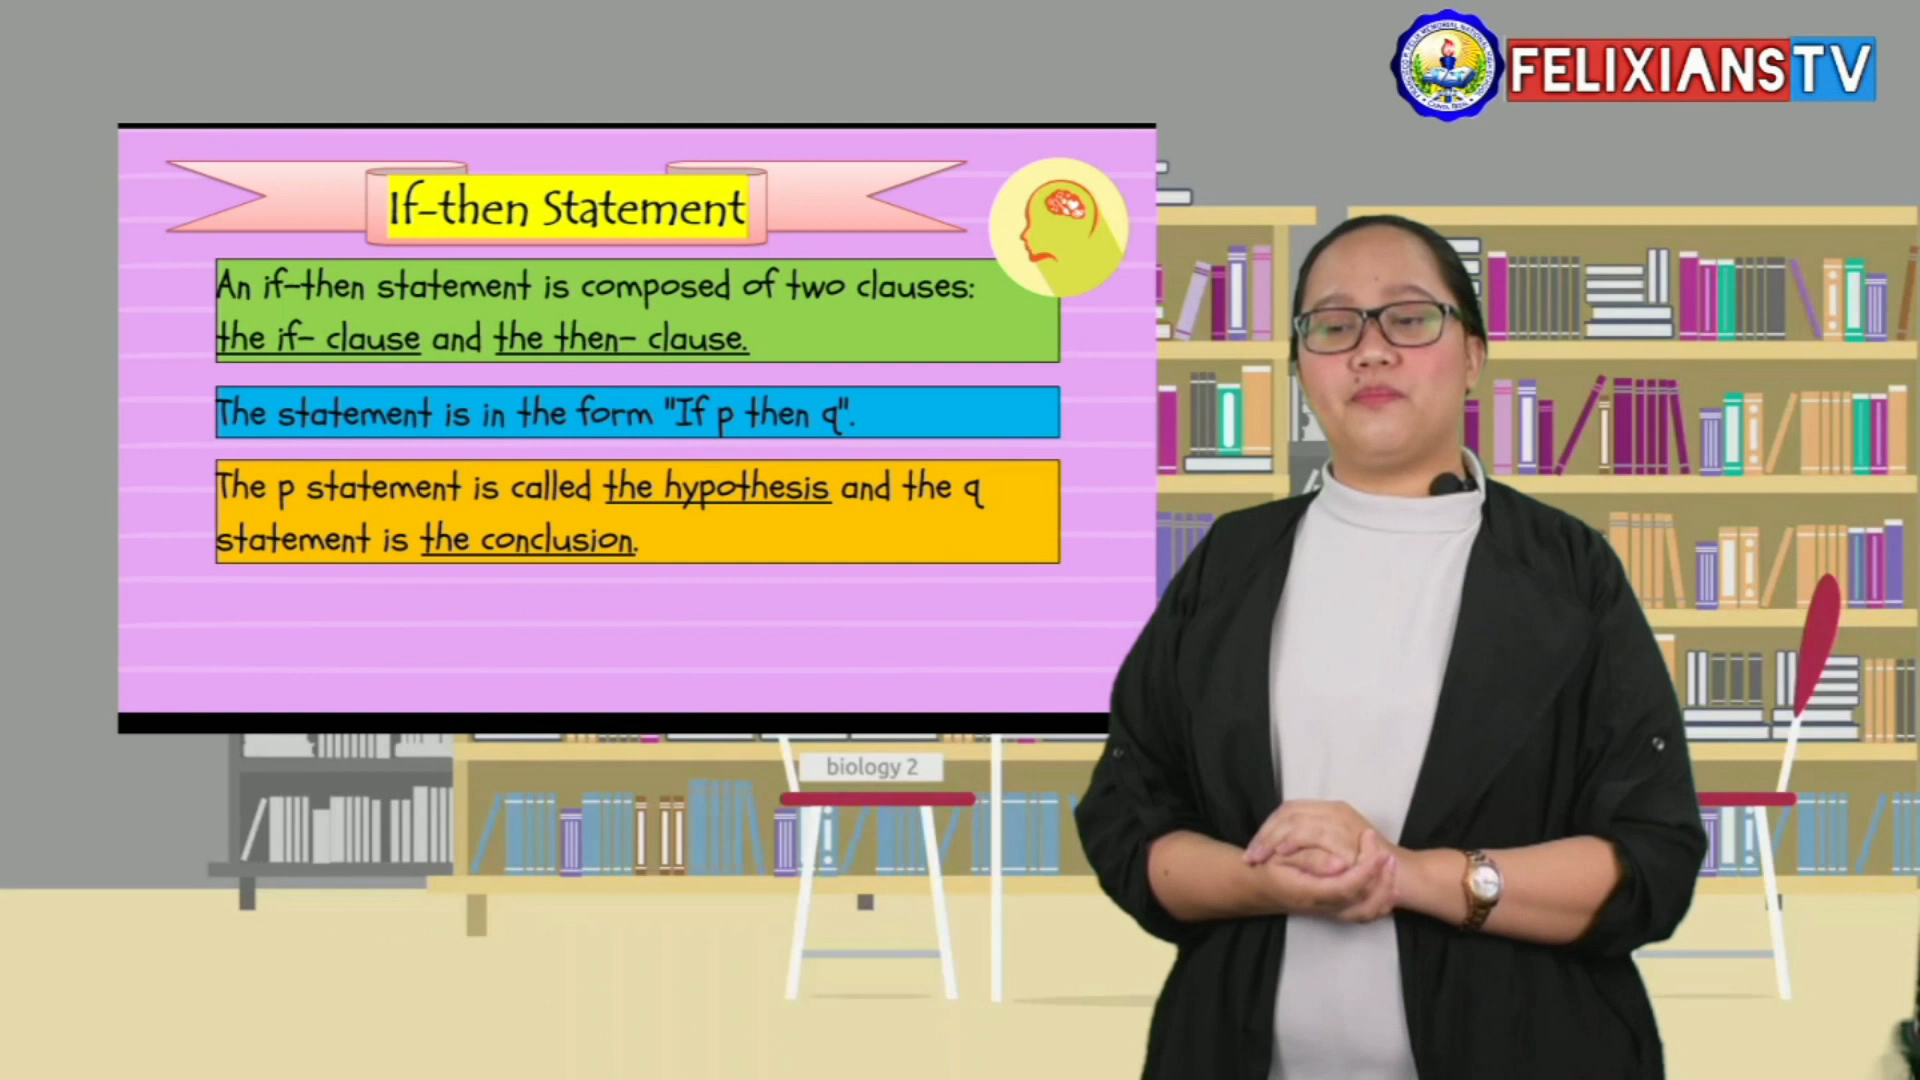 FELIXIANS TV
If-then Statement
An if-then statement is composed of two clauses:
the if- clause and the then- clause.
The statement is in the form "If p then q".
The p statement is called the hypothesis and the q
statement is the conclusion.
biology 2